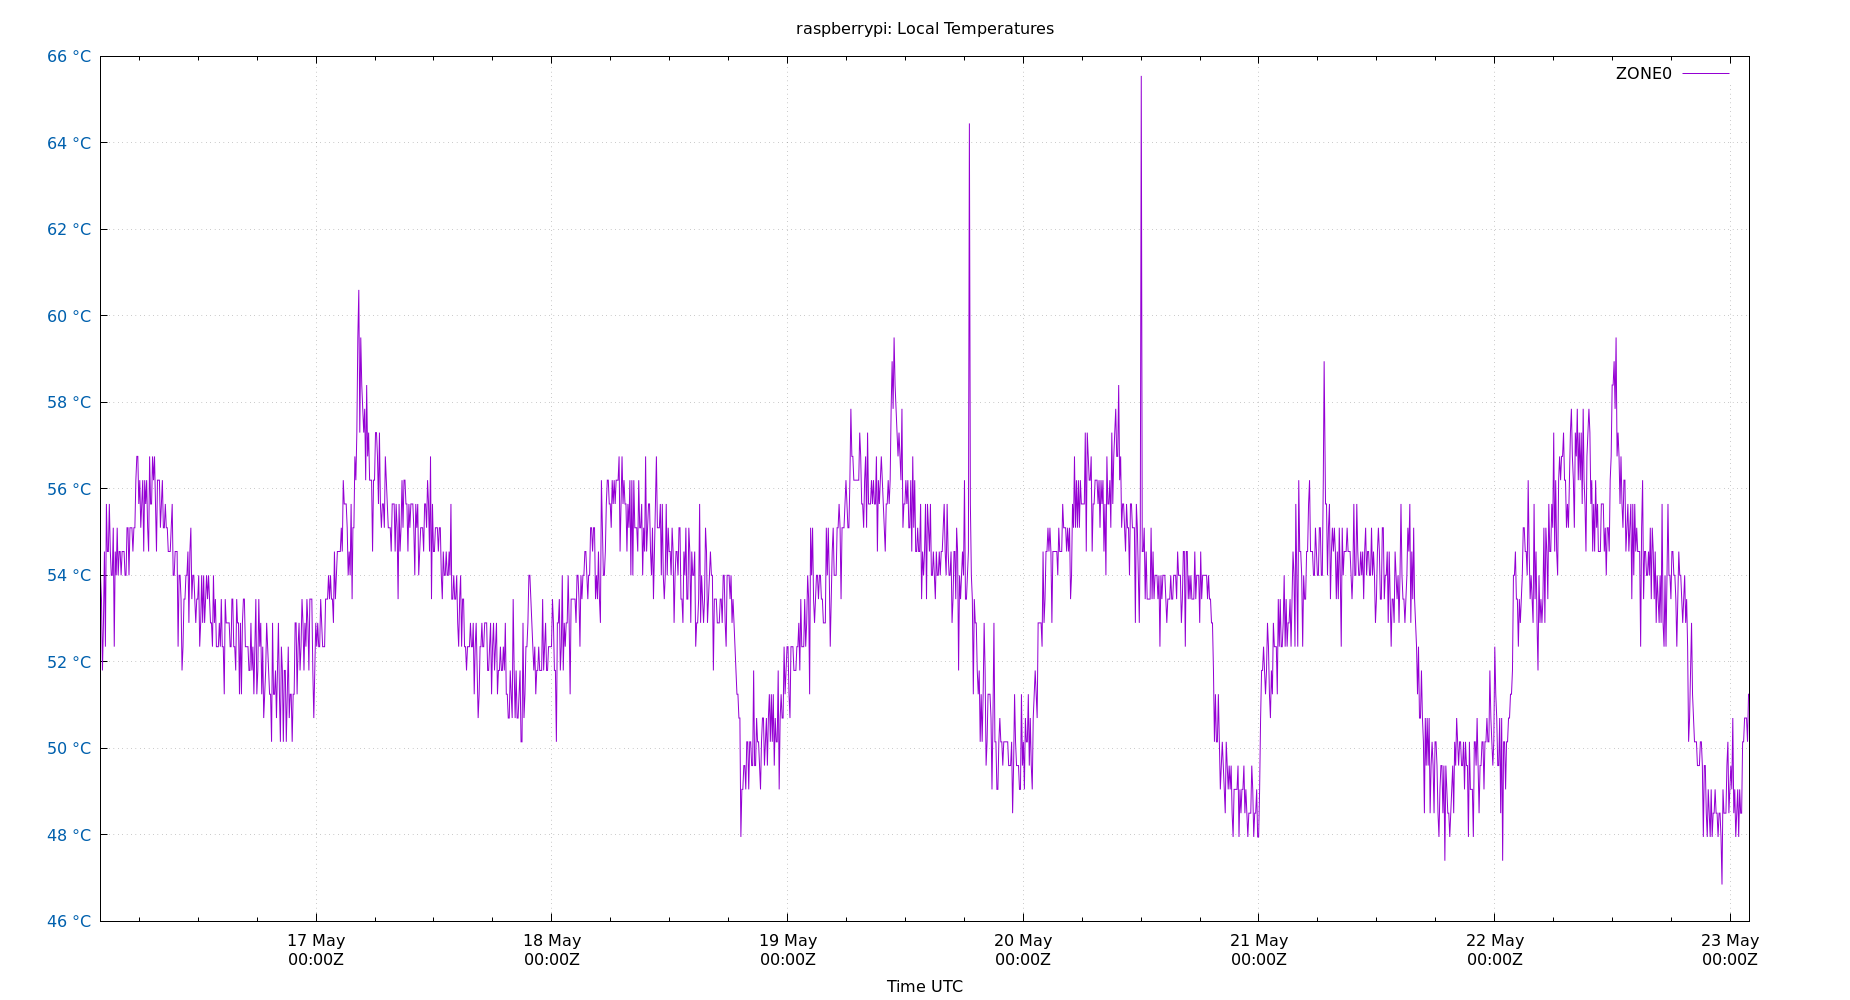 raspberrypi: Local Temperatures
66 °C
ZONE0
64 °C
62 °C
60 °C
58 °C
56 °C
54 °C
52 °C
50 °C
48 °C
46 °C
17 May 18 May 19 May 20 May 21 May 22 May 23 May
00:00Z 00:00Z 00:00Z 00:00Z 00:00Z 00:00Z 00:00Z
Time UTC